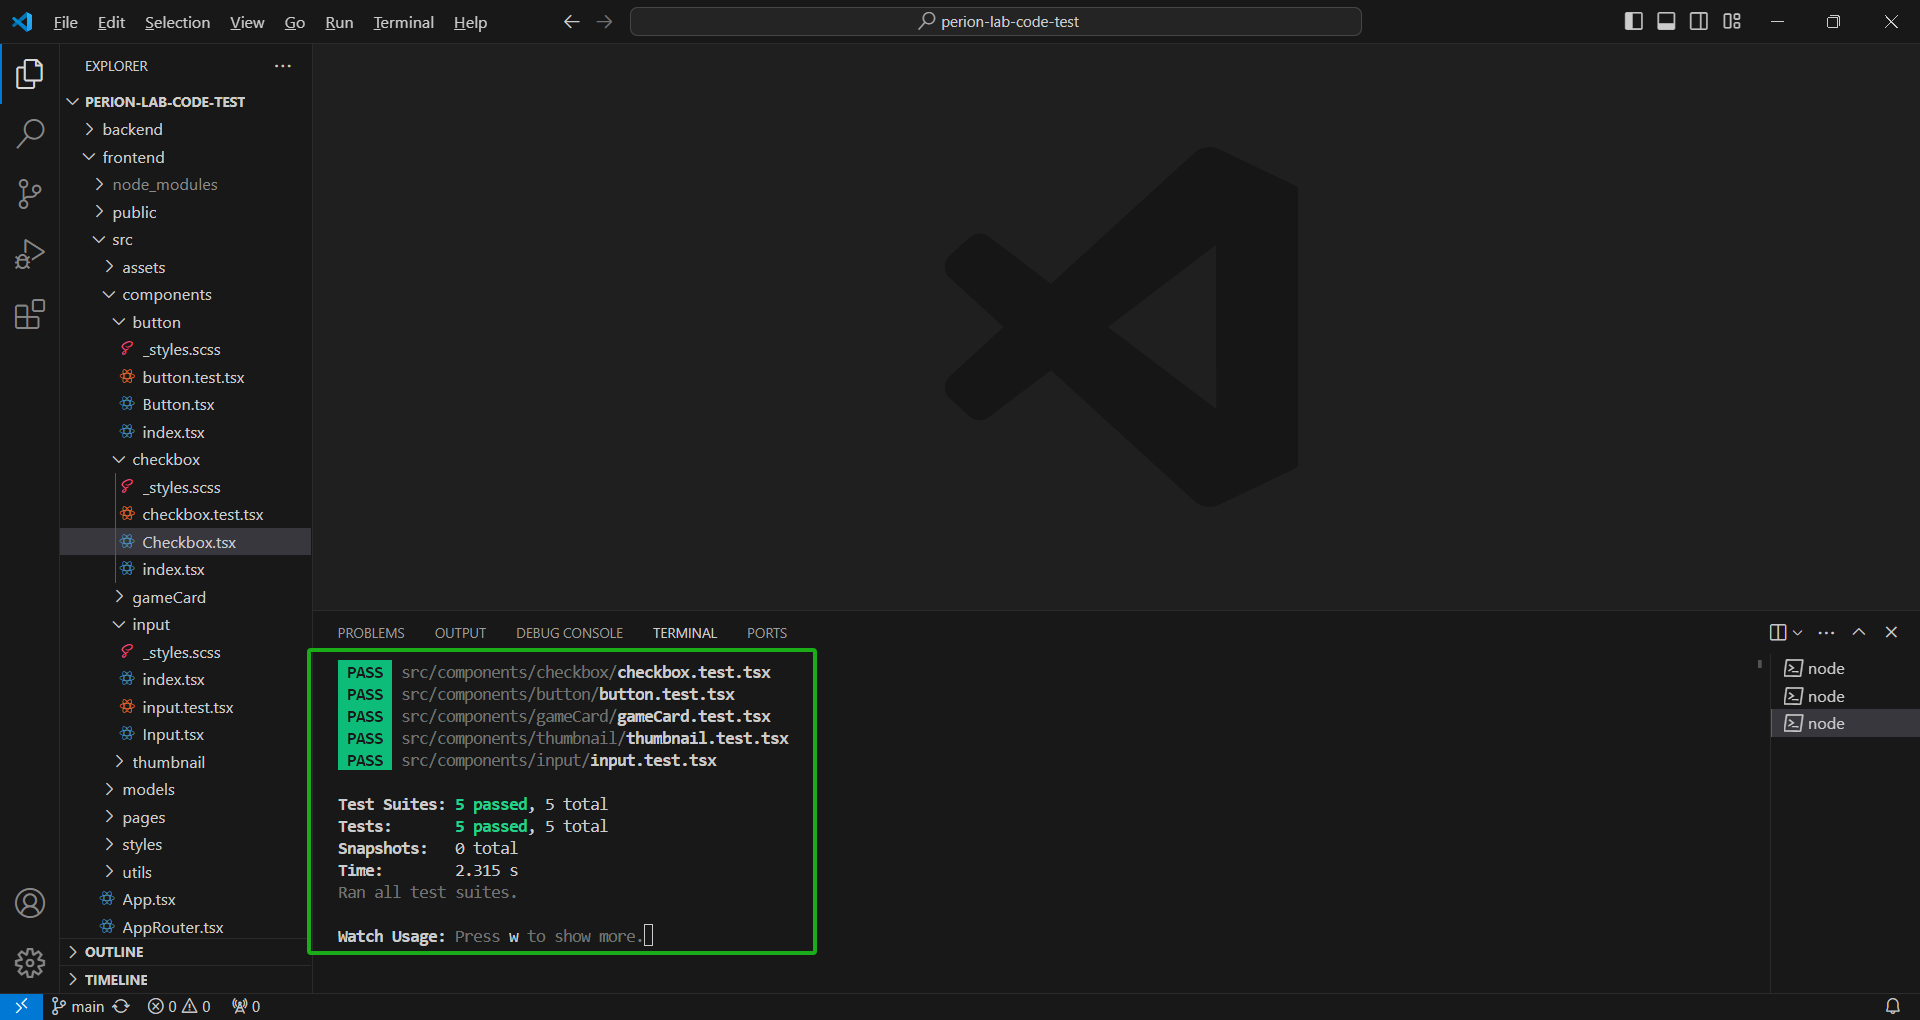 File Edit Selection View Go Run Terminal Help
perion-lab-code-test
EXPLORER
PERION-LAB-CODE-TEST
backend
frontend
node_modules
public
src
assets
components
button
_styles.scss
button.test.tsx
Button.tsx
index.tsx
checkbox
_styles.scss
checkbox.test.tsx
Checkbox.tsx
index.tsx
gameCard
input
_styles.scss
index.tsx
input.test.tsx
Input.tsx
thumbnail
models
pages
styles
utils
App.tsx
AppRouter.tsx
OUTLINE
TIMELINE
PROBLEMS OUTPUT DEBUG CONSOLE TERMINAL PORTS
PASS src/components/checkbox/checkbox.test.tsx
PASS src/components/button/button.test.tsx
PASS src/components/gameCard/gameCard.test.tsx
PASS src/components/thumbnail/thumbnail.test.tsx
PASS src/components/input/input.test.tsx
Test Suites: 5 passed, 5 total
Tests: 5 passed, 5 total
Snapshots: 0 total
Time: 2.315 s
Ran all test suites.
Watch Usage: Press w to show more.
node
node
node
main 0 0 0